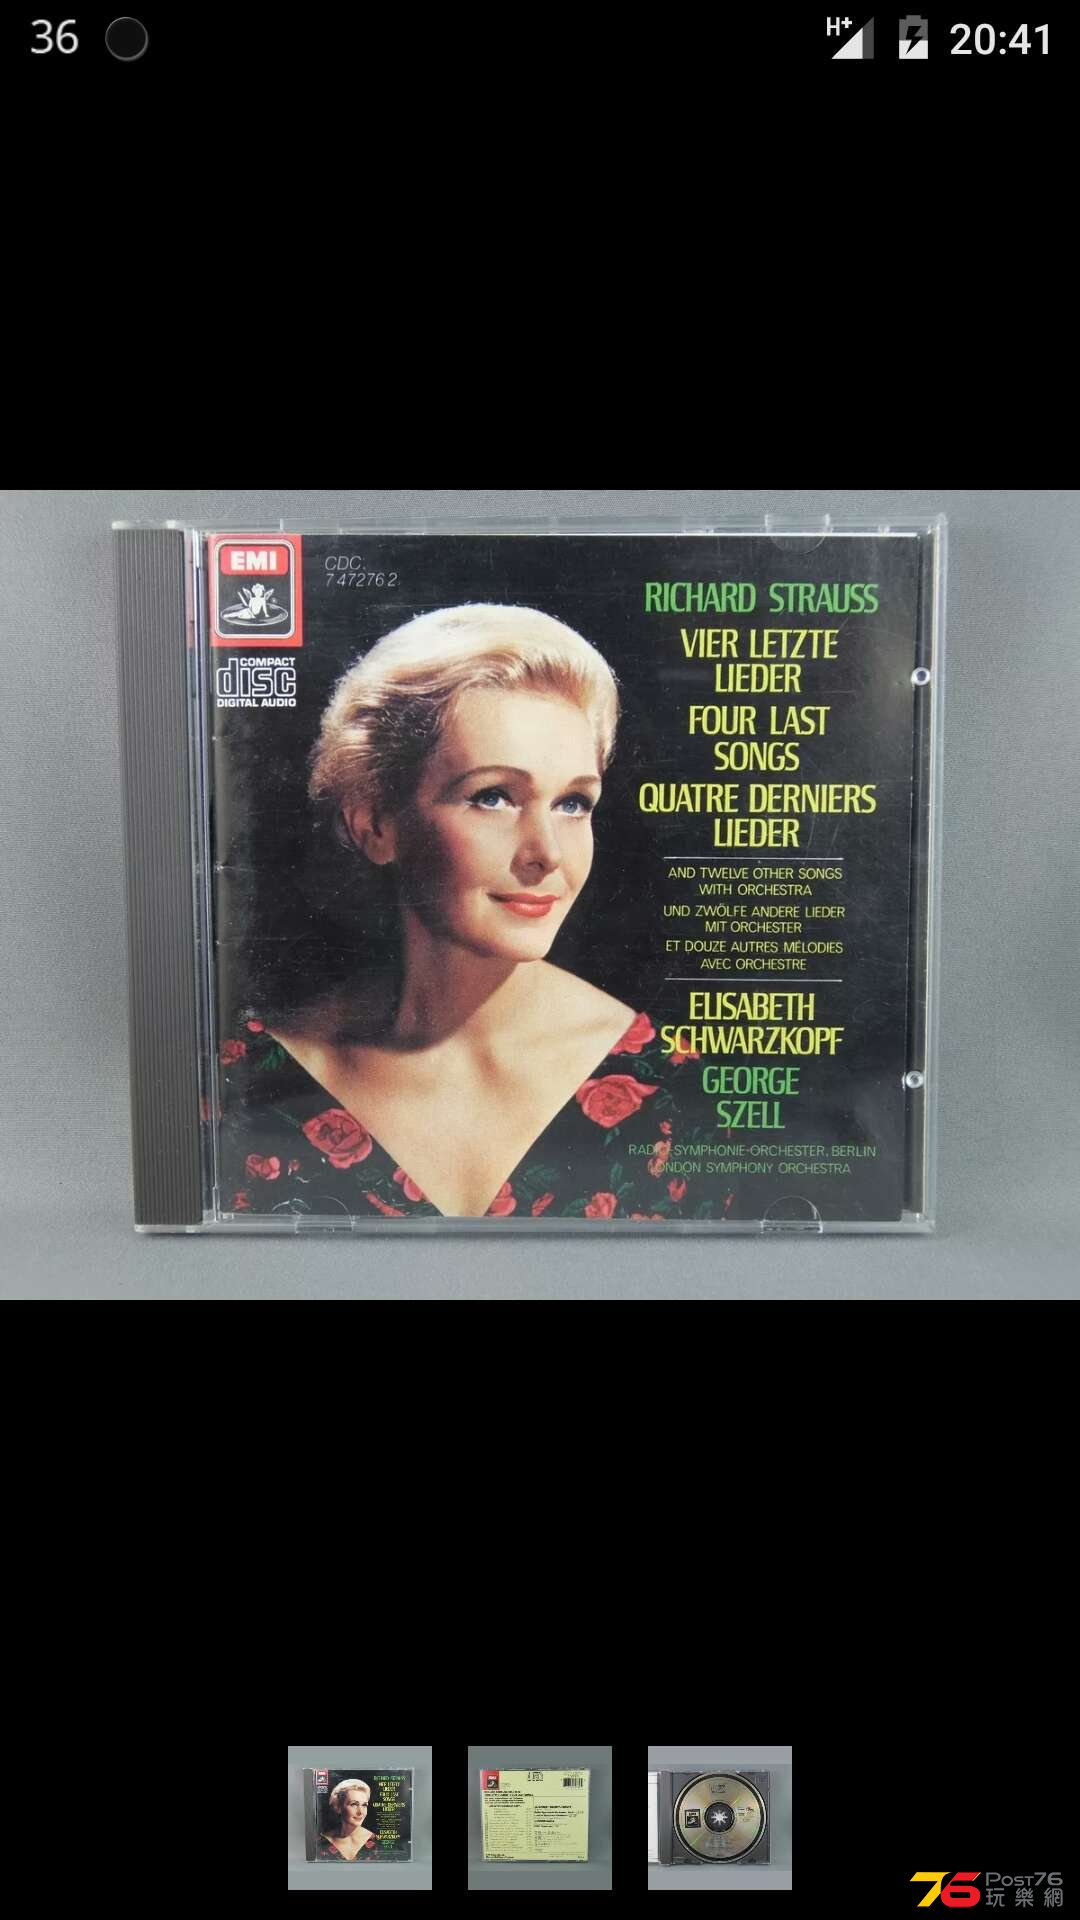 36
H+
20:41
EMI
CDC:
7 47276 2
COMPACT
disc
DIGITAL AUDIO
RICHARD STRAUSS
VIER LETZTE
LIEDER
FOUR LAST
SONGS
QUATRE DERNIERS
LIEDER
AND TWELVE OTHER SONGS
WITH ORCHESTRA
UND ZWÖLFE ANDERE LIEDER
MIT ORCHESTER
ET DOUZE AUTRES MÉLODIES
AVEC ORCHESTRE
ELISABETH
SCHWARZKOPF
GEORGE
SZELL
RADIO-SYMPHONIE-ORCHESTER, BERLIN
LONDON SYMPHONY ORCHESTRA
76 Post76
玩樂網